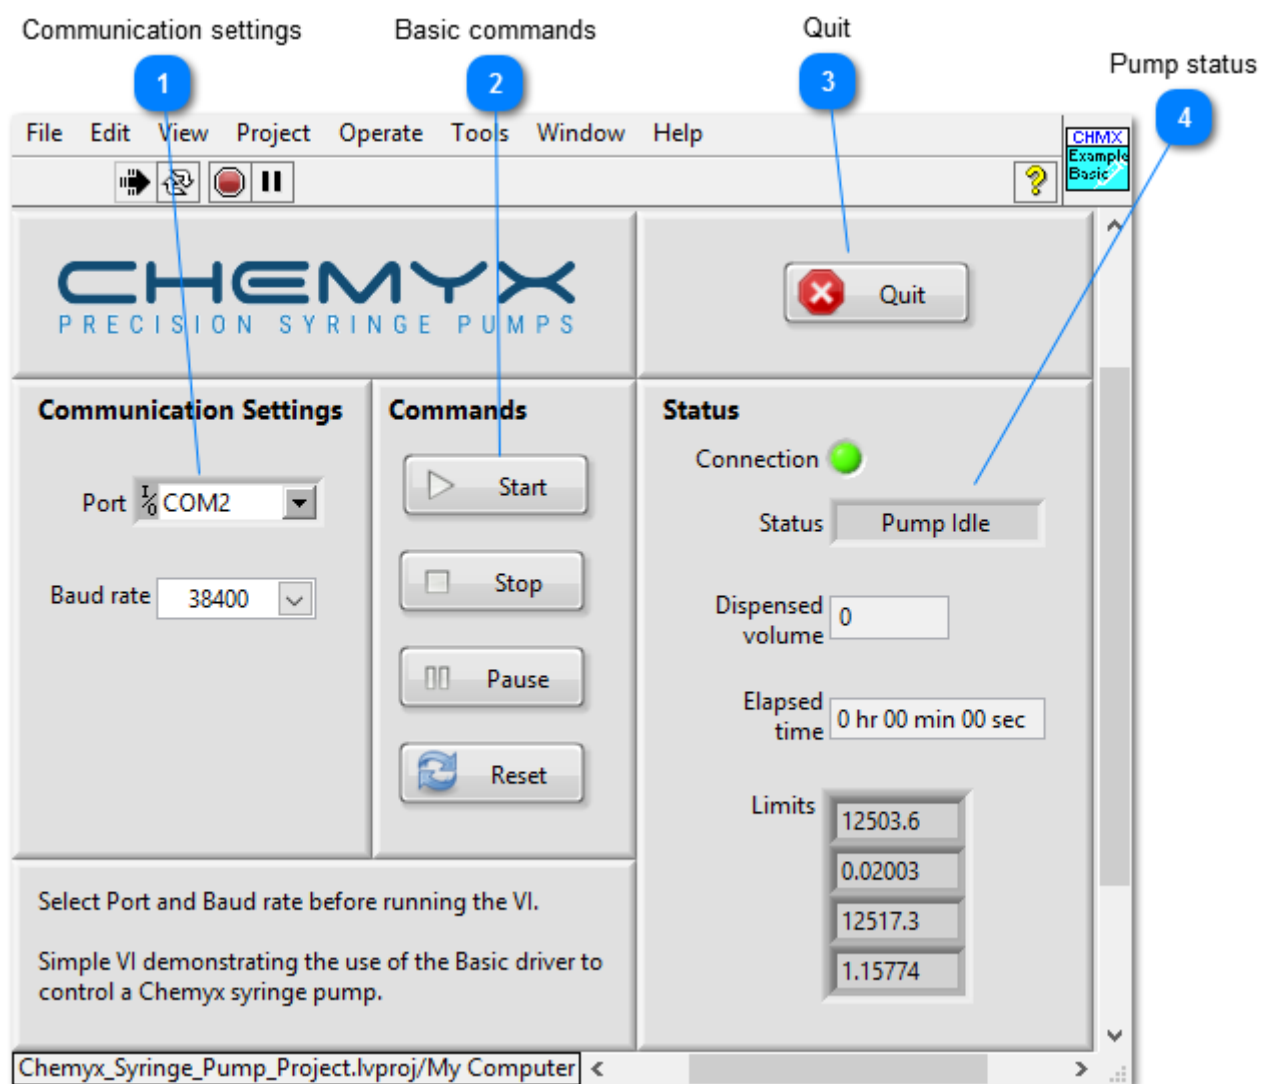 Communication settings
Basic commands
Quit
Pump status
1
2
3
4
File Edit View Project Operate Tools Window Help
CHMX
Example
Basic
CHEMYX
PRECISION SYRINGE PUMPS
Quit
Communication Settings
Port COM2
Baud rate 38400
Commands
Start
Stop
Pause
Reset
Status
Connection
Status Pump Idle
Dispensed
volume 0
Elapsed
time 0 hr 00 min 00 sec
Limits
12503.6
0.02003
12517.3
1.15774
Select Port and Baud rate before running the VI.
Simple VI demonstrating the use of the Basic driver to
control a Chemyx syringe pump.
Chemyx_Syringe_Pump_Project.lvproj/My Computer